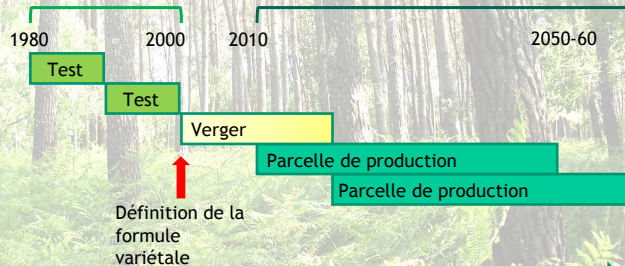 1980 2000 2010 2050-60
Test
Test
Verger
Parcelle de production
Parcelle de production
Définition de la
formule
variétale